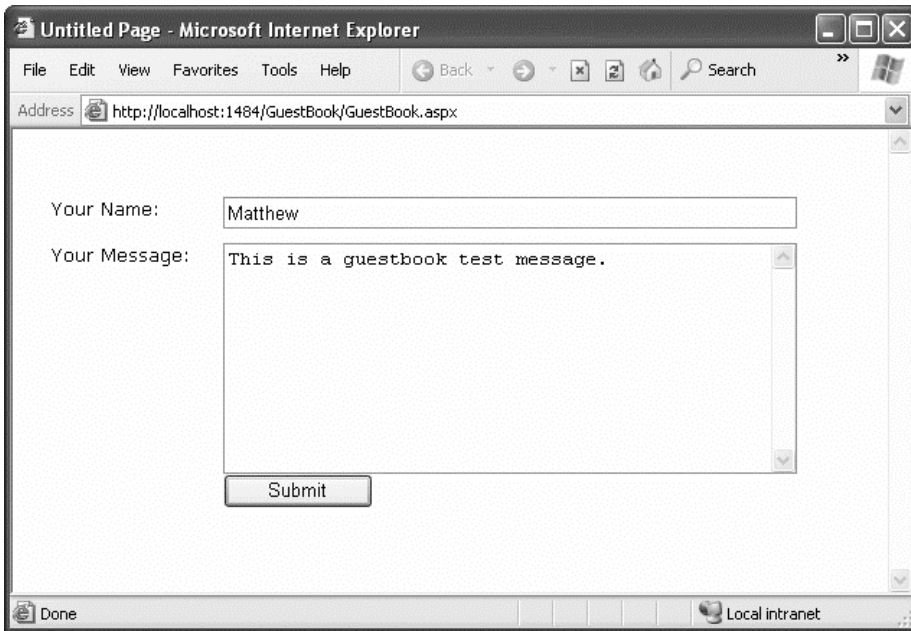 Untitled Page - Microsoft Internet Explorer
File Edit View Favorites Tools Help Back Search »
Address http://localhost:1484/GuestBook/GuestBook.aspx
Your Name: Matthew
Your Message: This is a guestbook test message.
Submit
Done Local intranet